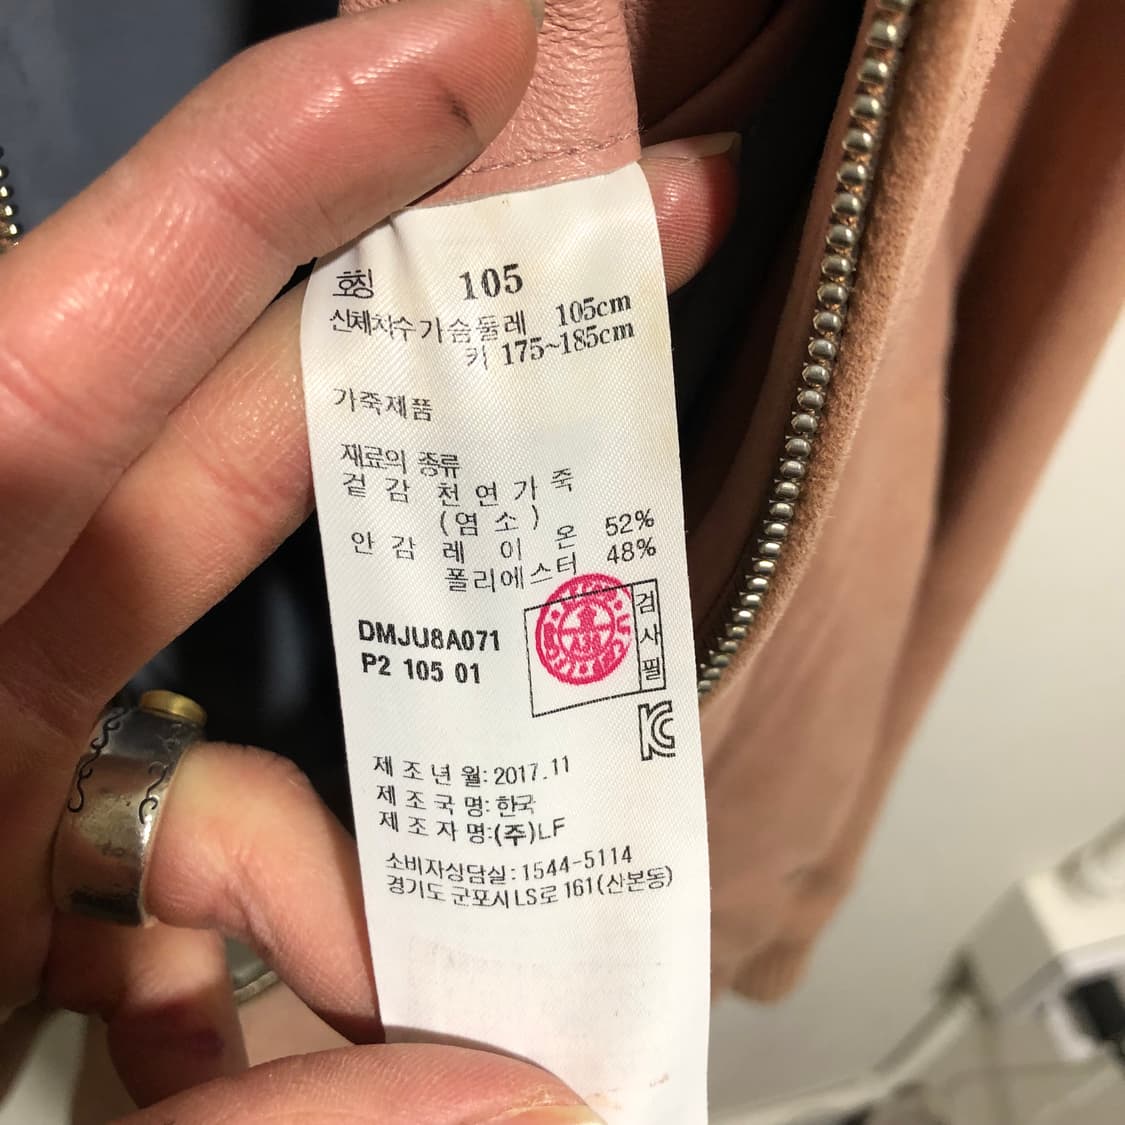 호칭 105
신체치수 가슴둘레 105cm
키 175~185cm
가죽제품
재료의 종류
겉감 천연가죽
(염소)
안감 레이온 52%
폴리에스터 48%
DMJU8A071
P2 105 01
검사필
KC
제조년월: 2017.11
제조국명: 한국
제조자명:(주)LF
소비자상담실: 1544-5114
경기도 군포시 LS로 161(산본동)